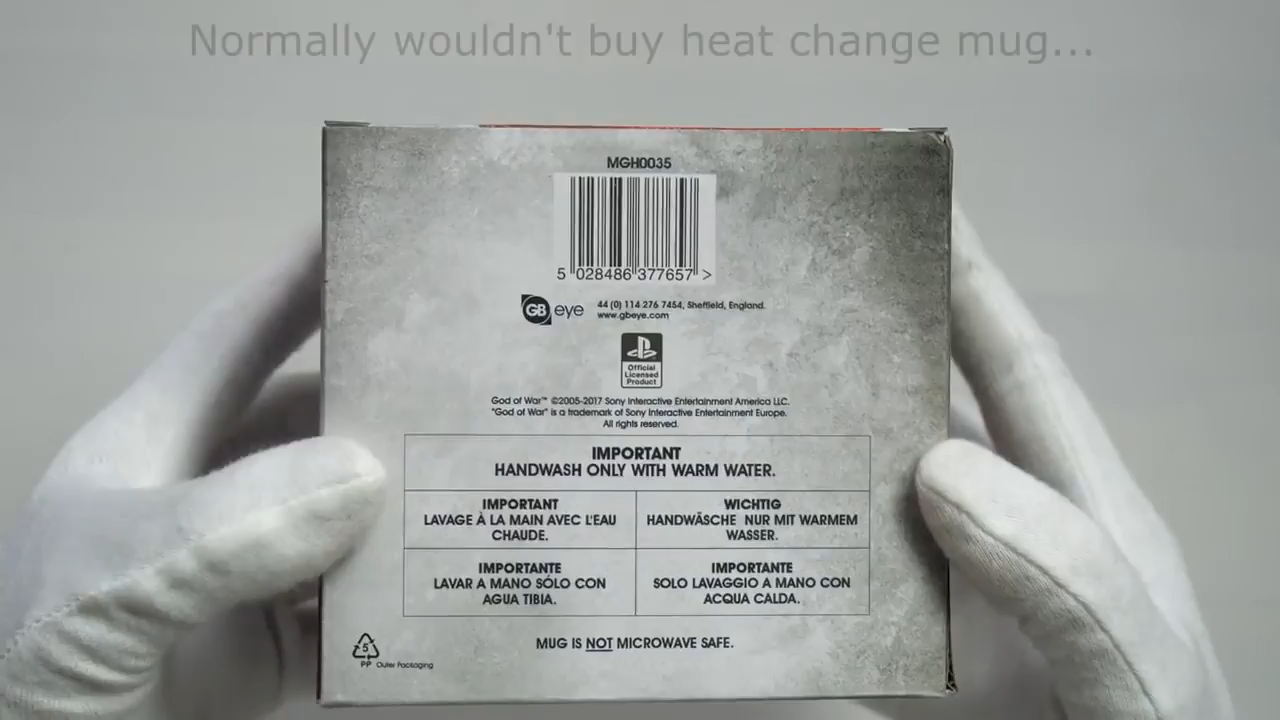 Normally wouldn't buy heat change mug...
MGH0035
5 028486 377657 >
GB eye
44 (0) 114 276 7454, Sheffield, England.
www.gbeye.com
Official
Licensed
Product
God of War™ ©2005-2017 Sony Interactive Entertainment America LLC.
"God of War" is a trademark of Sony Interactive Entertainment Europe.
All rights reserved.
IMPORTANT
HANDWASH ONLY WITH WARM WATER.
IMPORTANT
LAVAGE À LA MAIN AVEC L'EAU
CHAUDE.
WICHTIG
HANDWÄSCHE NUR MIT WARMEM
WASSER.
IMPORTANTE
LAVAR A MANO SÓLO CON
AGUA TIBIA.
IMPORTANTE
SOLO LAVAGGIO A MANO CON
ACQUA CALDA.
MUG IS NOT MICROWAVE SAFE.
5
PP Outer Packaging